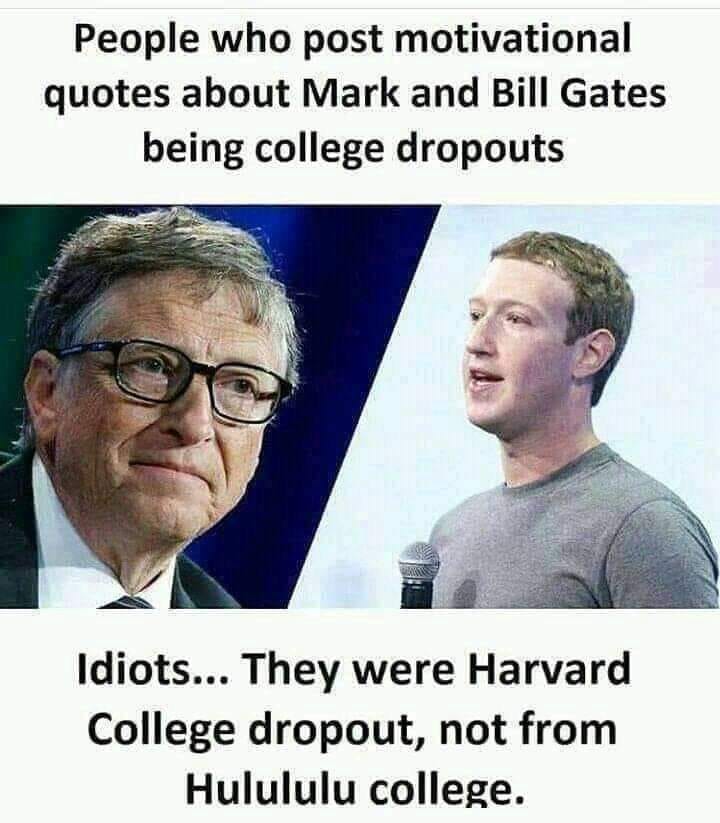 People who post motivational
quotes about Mark and Bill Gates
being college dropouts
Idiots... They were Harvard
College dropout, not from
Hulululu college.